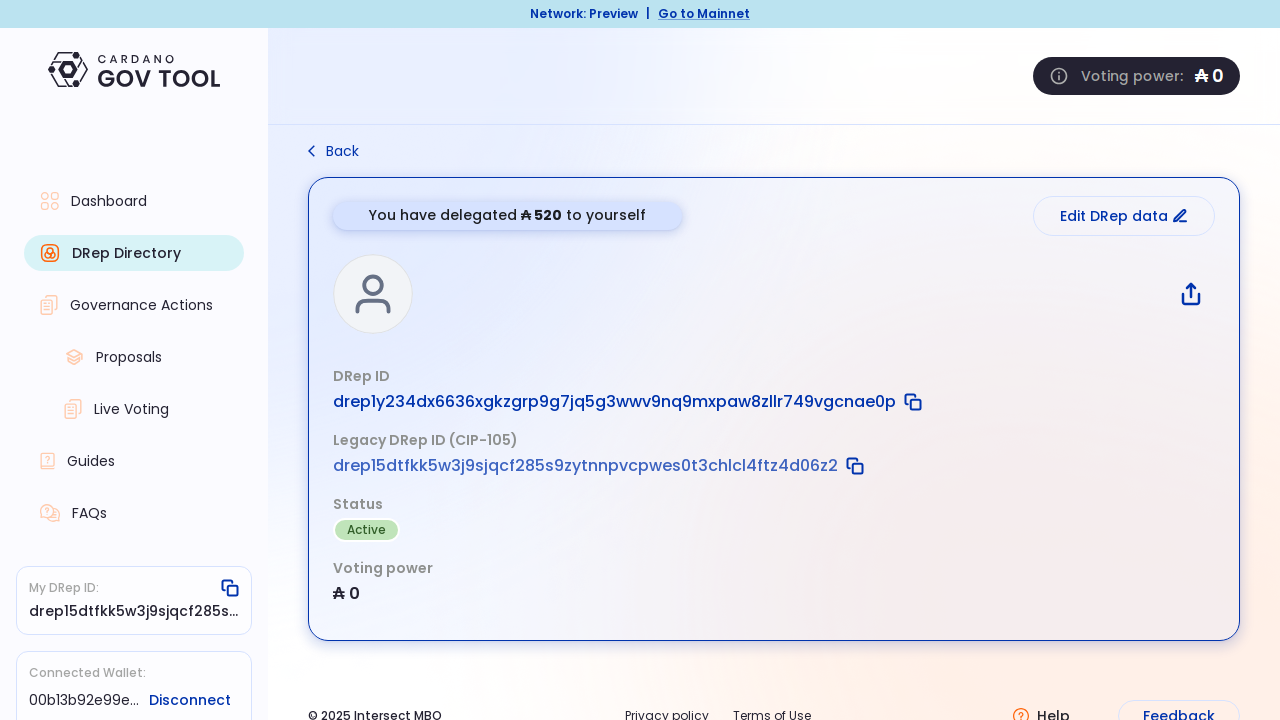 Network: Preview | Go to Mainnet
CARDANO
GOV TOOL
Voting power: ₳ 0
Back
Dashboard
DRep Directory
Governance Actions
Proposals
Live Voting
Guides
FAQs
You have delegated ₳ 520 to yourself
Edit DRep data
DRep ID
drep1y234dx6636xgkzgrp9g7jq5g3wwv9nq9mxpaw8zllr749vgcnae0p
Legacy DRep ID (CIP-105)
drep15dtfkk5w3j9sjqcf285s9zytnnpvcpwes0t3chlcl4ftz4d06z2
Status
Active
Voting power
₳ 0
My DRep ID:
drep15dtfkk5w3j9sjqcf285s...
Connected Wallet:
00b13b92e99e... Disconnect
© 2025 Intersect MBO
Privacy policy
Terms of Use
Help
Feedback